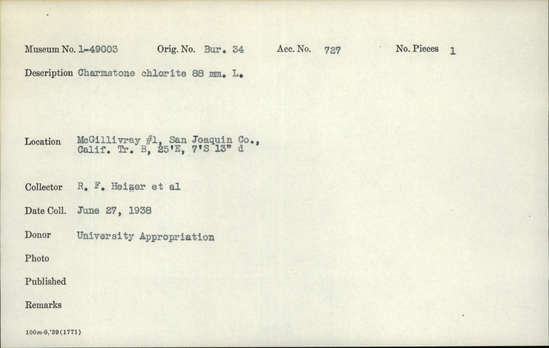 Museum No. 1-49003 Orig. No. Bur. 34 Acc. No. 727 No. Pieces 1
Description Charmstone chlorite 88 mm. L.
Location McGillivray #1, San Joaquin Co.,
Calif. Tr. B, 25'E, 7'S 13" d
Collector R. F. Heizer et al
Date Coll. June 27, 1938
Donor University Appropriation
Photo
Published
Remarks
100m-9,'39(1771)